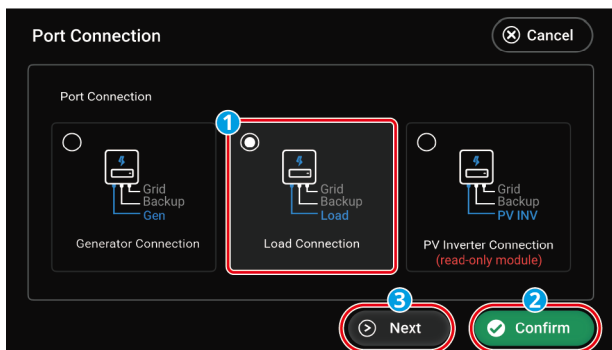 Port Connection
Cancel
Port Connection
1
Grid
Backup
Gen
Generator Connection
Grid
Backup
Load
Load Connection
Grid
Backup
PV INV
PV Inverter Connection
(read-only module)
3
Next
2
Confirm